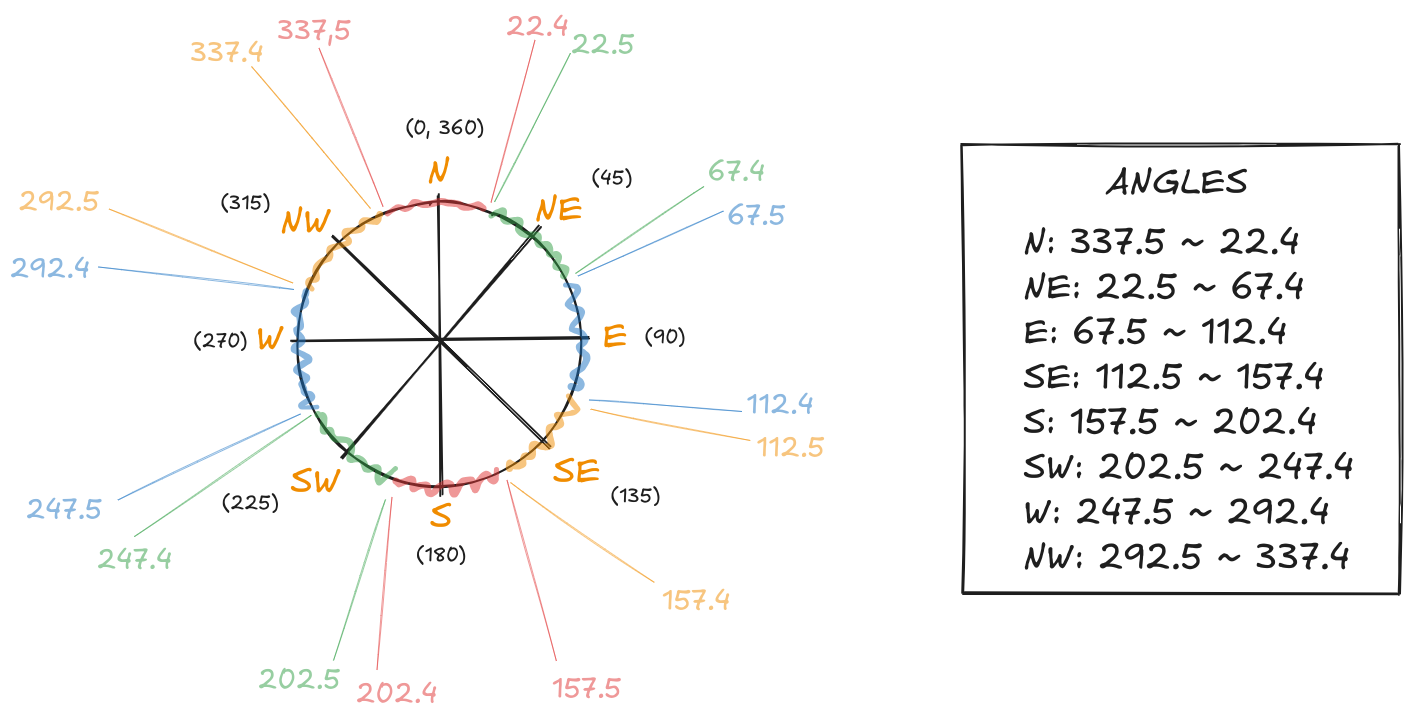 337,5
22.4
22.5
337.4
(0, 360)
N
67.4
(45)
NE
67.5
292.5
(315)
NW
292.4
(270)
W
E
(90)
112.4
112.5
SW
SE
(225)
(135)
247.5
S
247.4
(180)
157.4
202.5
202.4
157.5
ANGLES
N: 337.5 ~ 22.4
NE: 22.5 ~ 67.4
E: 67.5 ~ 112.4
SE: 112.5 ~ 157.4
S: 157.5 ~ 202.4
SW: 202.5 ~ 247.4
W: 247.5 ~ 292.4
NW: 292.5 ~ 337.4